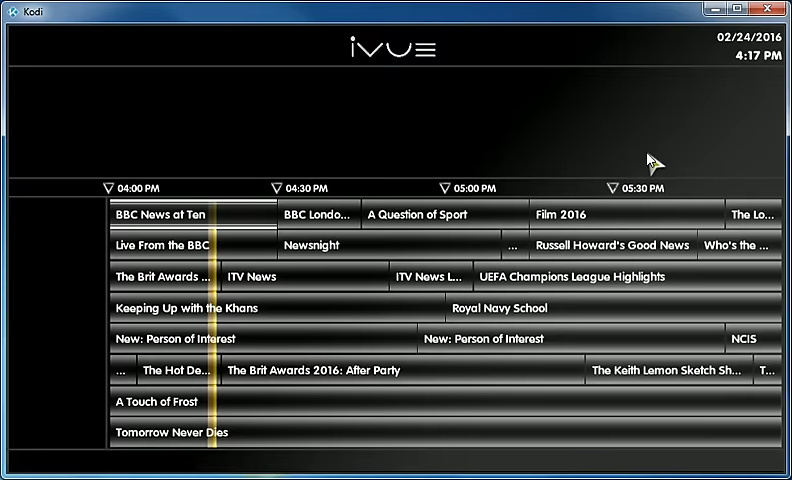 Kodi
iVUE
02/24/2016
4:17 PM
04:00 PM 04:30 PM 05:00 PM 05:30 PM
BBC News at Ten BBC Londo... A Question of Sport Film 2016 The Lo...
Live From the BBC Newsnight ... Russell Howard's Good News Who's the ...
The Brit Awards ... ITV News ITV News L... UEFA Champions League Highlights
Keeping Up with the Khans Royal Navy School
New: Person of Interest New: Person of Interest NCIS
... The Hot De... The Brit Awards 2016: After Party The Keith Lemon Sketch Sh... T...
A Touch of Frost
Tomorrow Never Dies